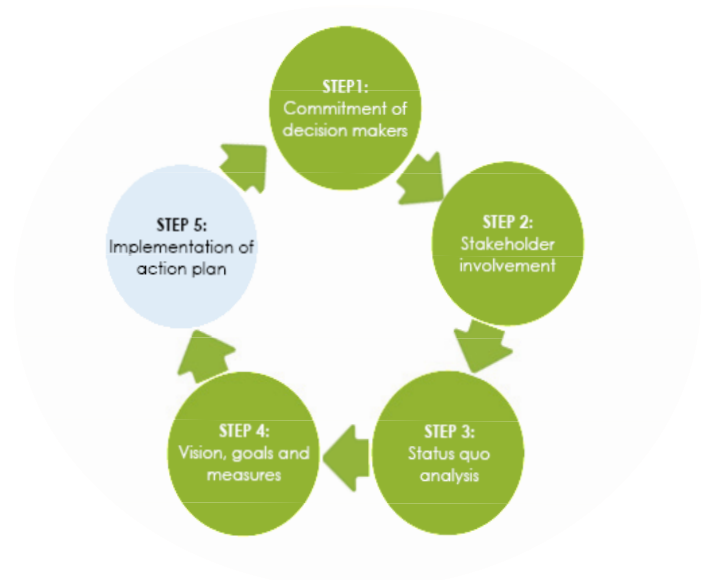 STEP1:
Commitment of
decision makers
STEP 2:
Stakeholder
involvement
STEP 3:
Status quo
analysis
STEP 4:
Vision, goals and
measures
STEP 5:
Implementation of
action plan